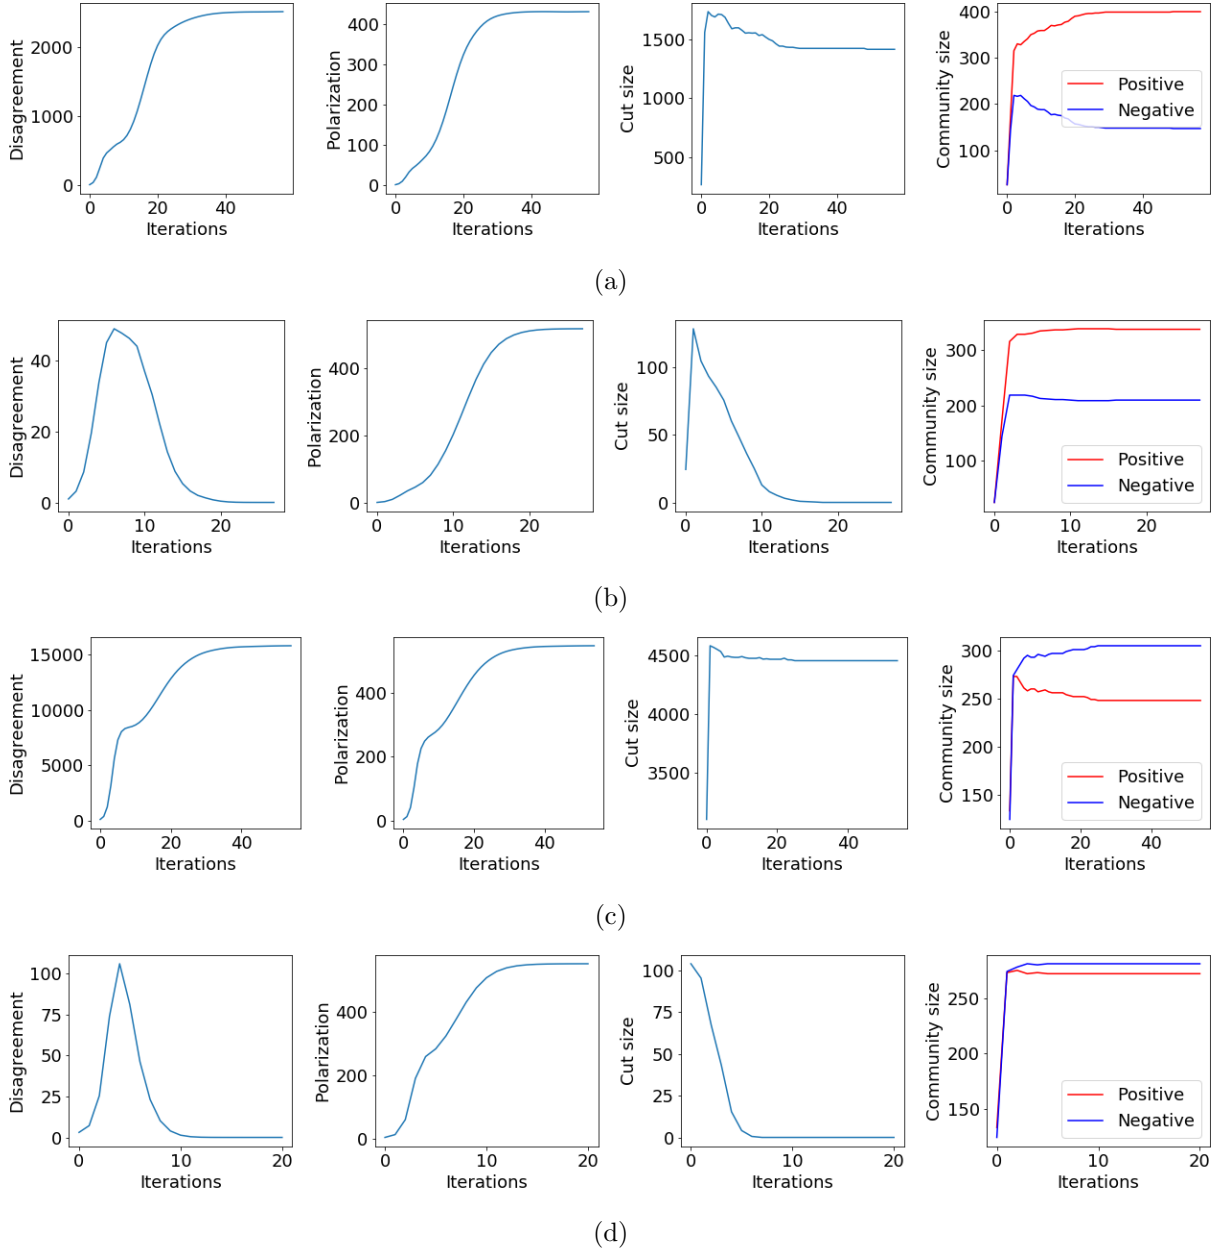 Disagreement
2000
1000
0
0 20 40
Iterations
Polarization
400
300
200
100
0
0 20 40
Iterations
Cut size
1500
1000
500
0 20 40
Iterations
Community size
400
300
200
100
0 20 40
Iterations
Positive
Negative
(a)
Disagreement
40
20
0
0 10 20
Iterations
Polarization
400
200
0
0 10 20
Iterations
Cut size
100
50
0
0 10 20
Iterations
Community size
300
200
100
0 10 20
Iterations
Positive
Negative
(b)
Disagreement
15000
10000
5000
0
0 20 40
Iterations
Polarization
400
200
0
0 20 40
Iterations
Cut size
4500
4000
3500
0 20 40
Iterations
Community size
300
250
200
150
0 20 40
Iterations
Positive
Negative
(c)
Disagreement
100
75
50
25
0
0 10 20
Iterations
Polarization
400
200
0
0 10 20
Iterations
Cut size
100
75
50
25
0
0 10 20
Iterations
Community size
250
200
150
0 10 20
Iterations
Positive
Negative
(d)